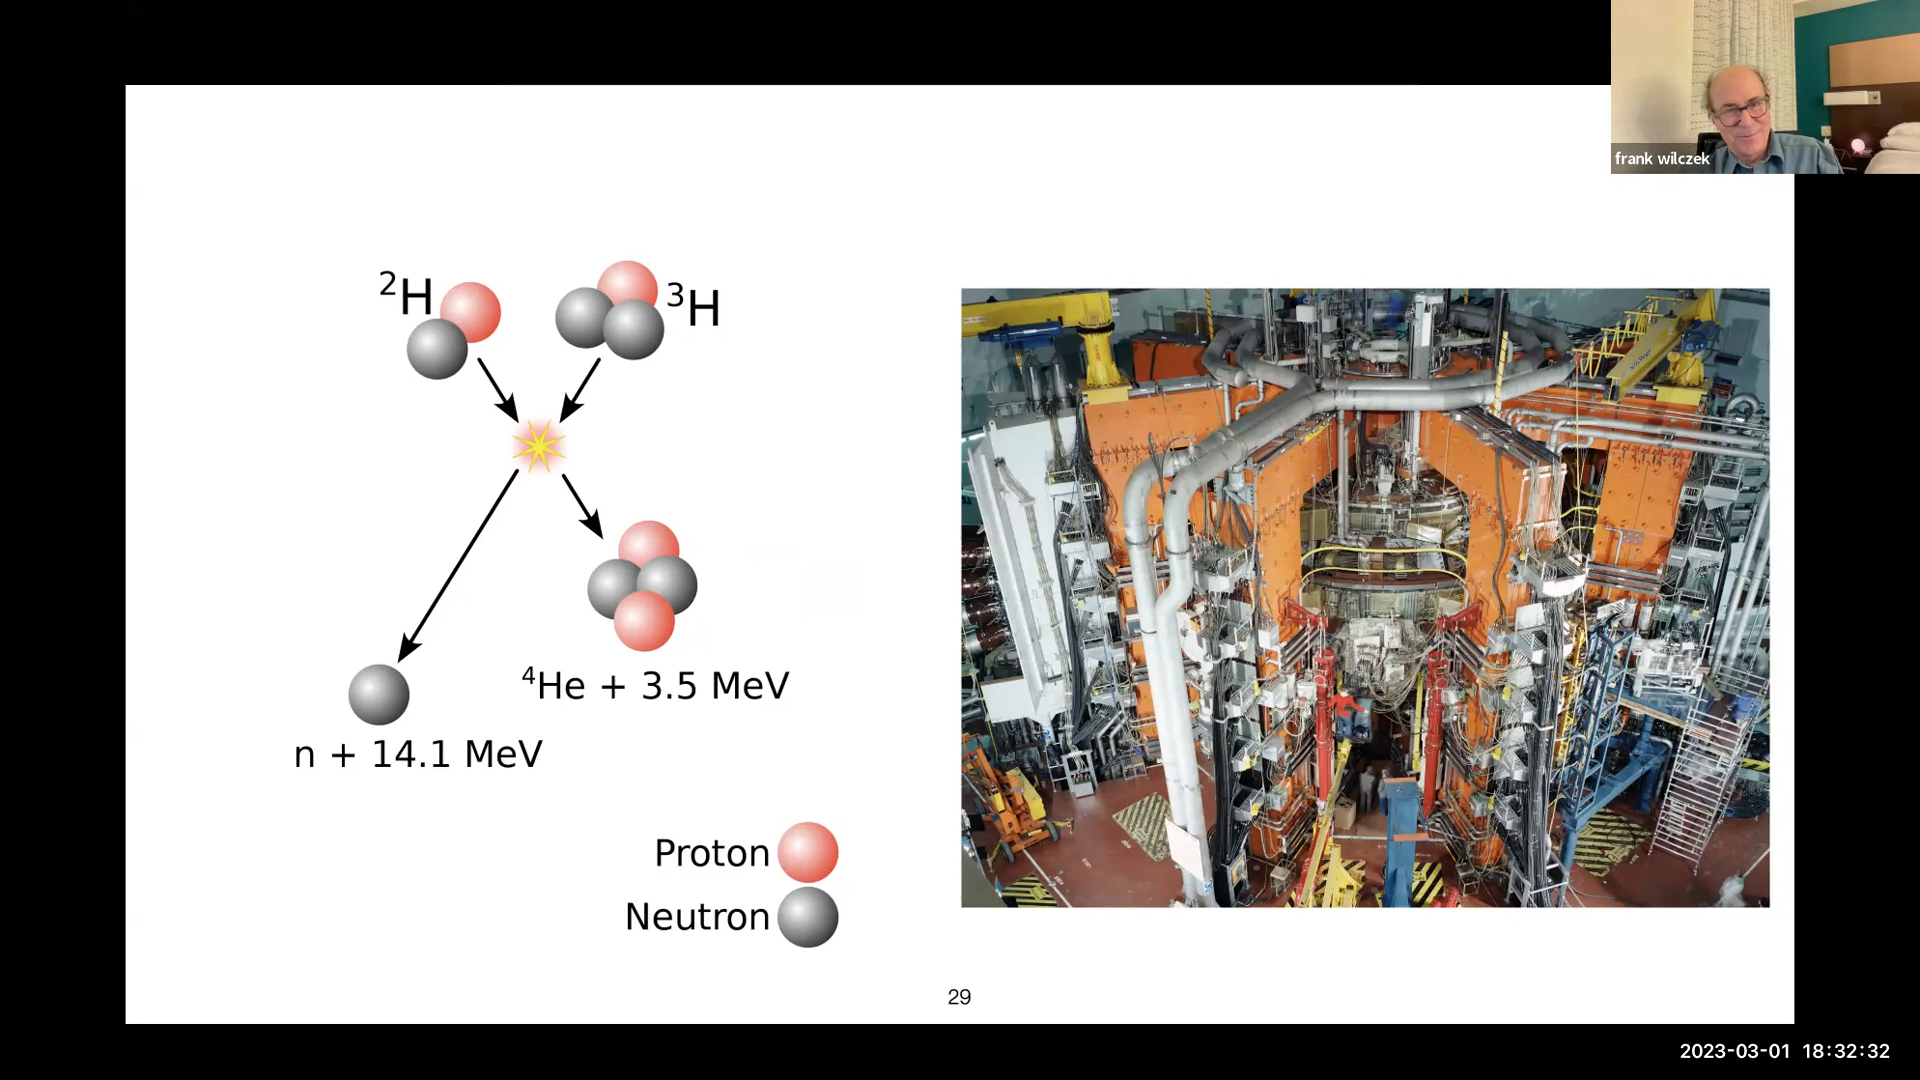 frank wilczek
²H
³H
⁴He + 3.5 MeV
n + 14.1 MeV
Proton
Neutron
29
2023-03-01 18:32:32